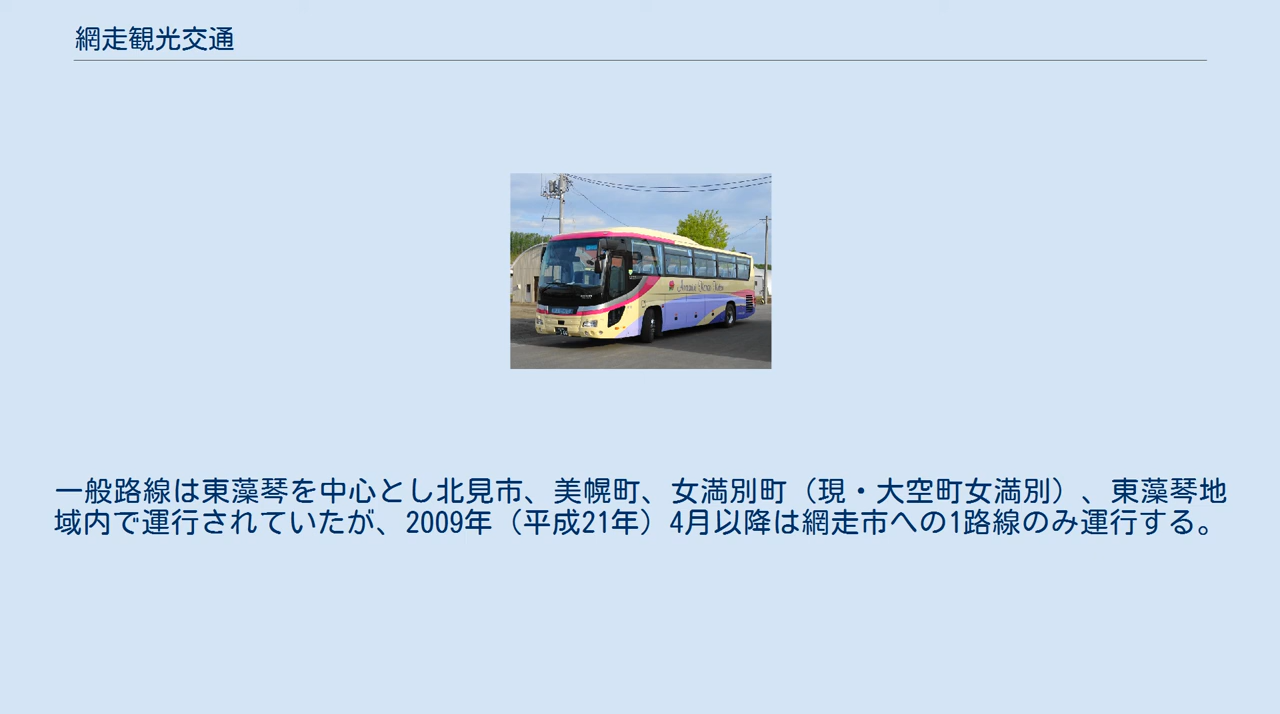 網走観光交通
一般路線は東藻琴を中心とし北見市、美幌町、女満別町（現・大空町女満別）、東藻琴地
域内で運行されていたが、2009年（平成21年）4月以降は網走市への1路線のみ運行する。